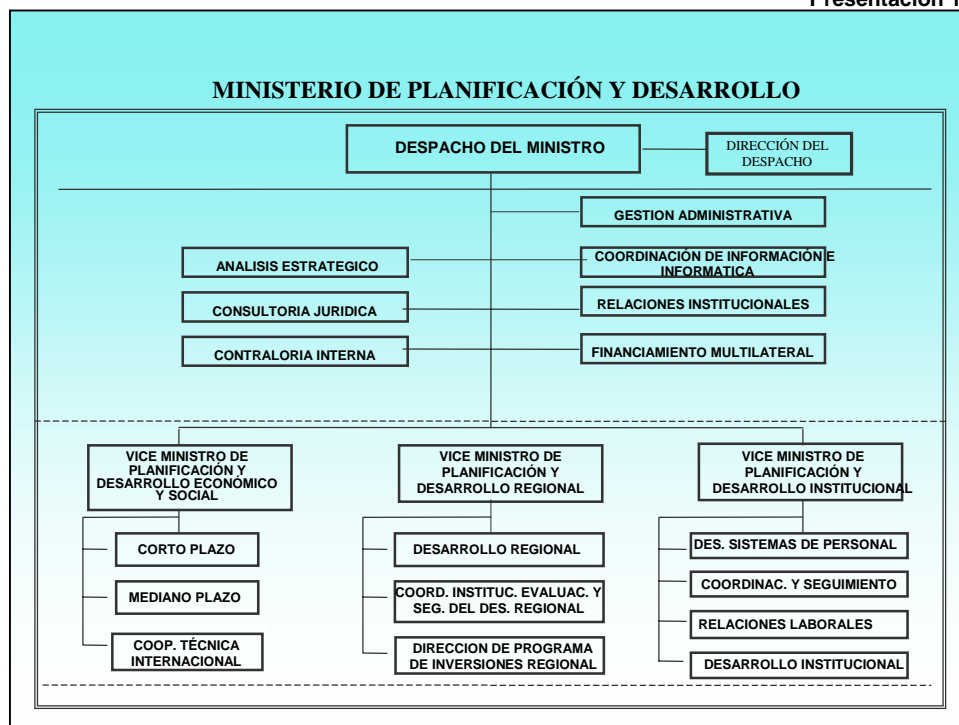 Presentación 1
MINISTERIO DE PLANIFICACIÓN Y DESARROLLO
DESPACHO DEL MINISTRO
DIRECCIÓN DEL
DESPACHO
GESTION ADMINISTRATIVA
ANALISIS ESTRATEGICO
COORDINACIÓN DE INFORMACIÓN E
INFORMATICA
CONSULTORIA JURIDICA
RELACIONES INSTITUCIONALES
CONTRALORIA INTERNA
FINANCIAMIENTO MULTILATERAL
VICE MINISTRO DE
PLANIFICACIÓN Y
DESARROLLO ECONÓMICO
Y SOCIAL
VICE MINISTRO DE
PLANIFICACIÓN Y
DESARROLLO REGIONAL
VICE MINISTRO DE
PLANIFICACIÓN Y
DESARROLLO INSTITUCIONAL
CORTO PLAZO
MEDIANO PLAZO
COOP. TÉCNICA
INTERNACIONAL
DESARROLLO REGIONAL
COORD. INSTITUC. EVALUAC. Y
SEG. DEL DES. REGIONAL
DIRECCION DE PROGRAMA
DE INVERSIONES REGIONAL
DES. SISTEMAS DE PERSONAL
COORDINAC. Y SEGUIMIENTO
RELACIONES LABORALES
DESARROLLO INSTITUCIONAL